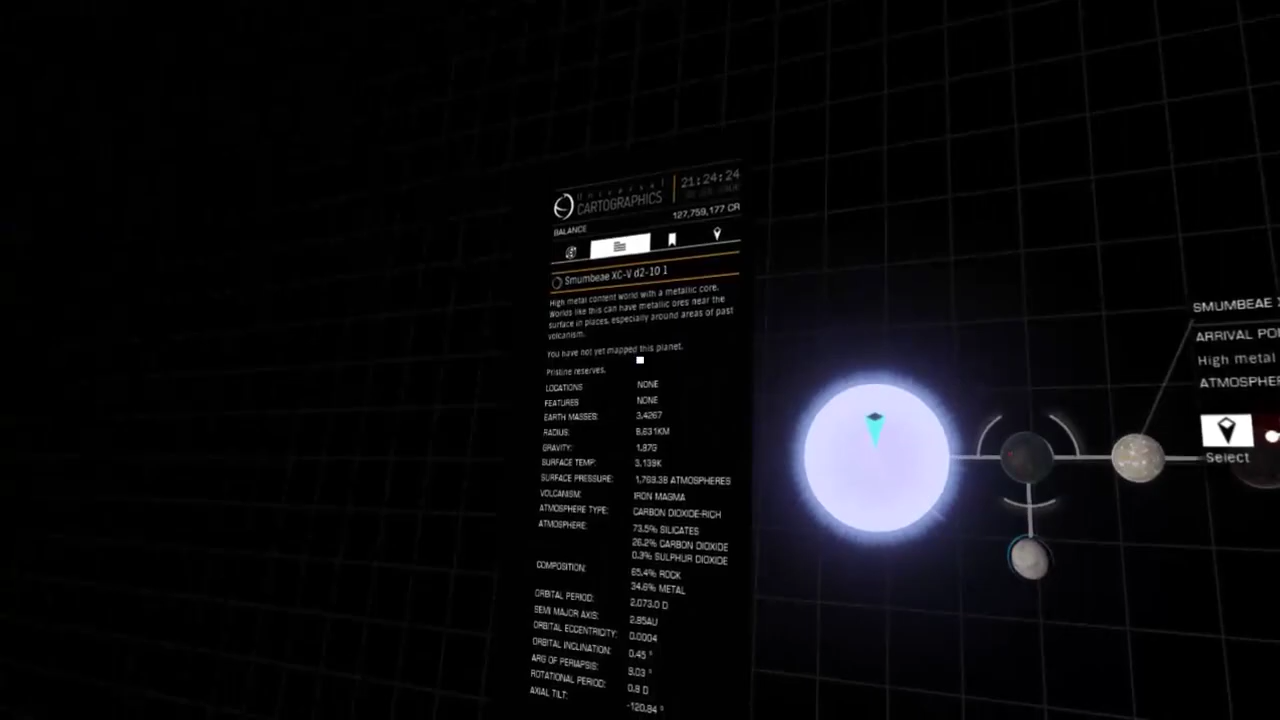 Universal
CARTOGRAPHICS
21:24:24
BALANCE
127,759,177 CR
Smumbeae XC-V d2-10 1
High metal content world with a metallic core.
Worlds like this can have metallic ores near the
surface in places, especially around areas of past
volcanism.
You have not yet mapped this planet.
Pristine reserves.
LOCATIONS NONE
FEATURES NONE
EARTH MASSES: 3.4267
RADIUS: 8,631KM
GRAVITY: 1.87G
SURFACE TEMP: 3,139K
SURFACE PRESSURE: 1,769.38 ATMOSPHERES
VOLCANISM: IRON MAGMA
ATMOSPHERE TYPE: CARBON DIOXIDE-RICH
ATMOSPHERE: 73.5% SILICATES
26.2% CARBON DIOXIDE
0.3% SULPHUR DIOXIDE
COMPOSITION: 65.4% ROCK
34.6% METAL
ORBITAL PERIOD: 2,073.0 D
SEMI MAJOR AXIS: 2.85AU
ORBITAL ECCENTRICITY: 0.0004
ORBITAL INCLINATION: 0.45 °
ARG OF PERIAPSIS: 9.03 °
ROTATIONAL PERIOD: 0.9 D
AXIAL TILT: -120.84 °
SMUMBEAE
ARRIVAL PO
High metal
ATMOSPHE
Select